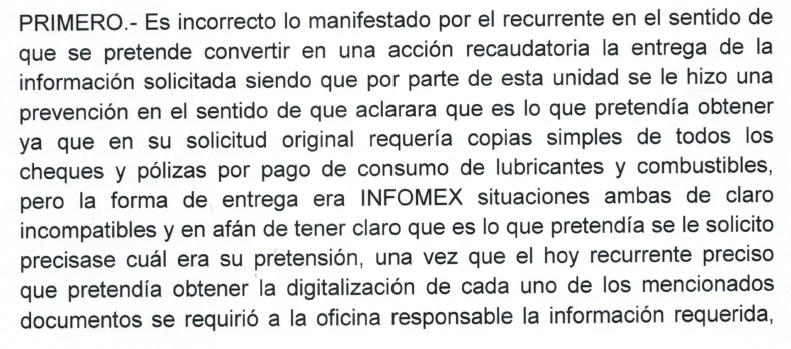 PRIMERO.- Es incorrecto lo manifestado por el recurrente en el sentido de
que se pretende convertir en una acción recaudatoria la entrega de la
información solicitada siendo que por parte de esta unidad se le hizo una
prevención en el sentido de que aclarara que es lo que pretendía obtener
ya que en su solicitud original requería copias simples de todos los
cheques y pólizas por pago de consumo de lubricantes y combustibles,
pero la forma de entrega era INFOMEX situaciones ambas de claro
incompatibles y en afán de tener claro que es lo que pretendía se le solicito
precisase cuál era su pretensión, una vez que el hoy recurrente preciso
que pretendía obtener la digitalización de cada uno de los mencionados
documentos se requirió a la oficina responsable la información requerida,